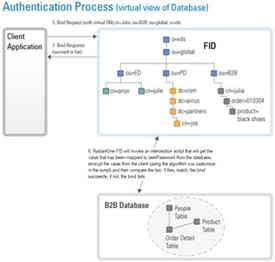 Authentication Process (virtual view of Database)
5. Bind Request (with virtual DN) cn=Julia, ou=B2B, ou=global, o=vds
Client
Application
7. Bind Response
(succeed or fail)
o=vds
FID
ou=global
ou=ED
ou=PD
ou=B2B
cn=aaron
cn=julie
dc=com
dc=airius
dc=partners
cn=joe
cn=julia
order=010304
product=
black shoes
6. RadiantOne FID will invoke an interception script that will get the
value that has been mapped to userPassword from the database,
encrypt the value from the client (using the algorithm you customize
in the script) and then compare the two. If they match, the bind
succeeds, if not, the bind fails.
B2B Database
People
Table
Product
Table
Order Detail
Table